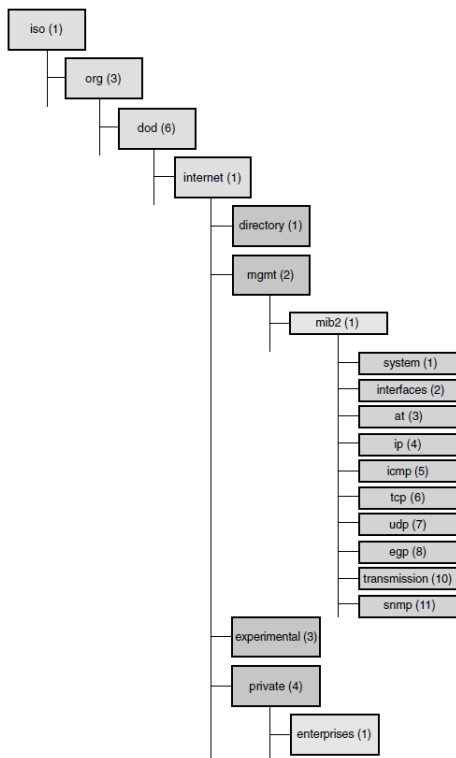 iso (1)
org (3)
dod (6)
internet (1)
directory (1)
mgmt (2)
mib2 (1)
system (1)
interfaces (2)
at (3)
ip (4)
icmp (5)
tcp (6)
udp (7)
egp (8)
transmission (10)
snmp (11)
experimental (3)
private (4)
enterprises (1)